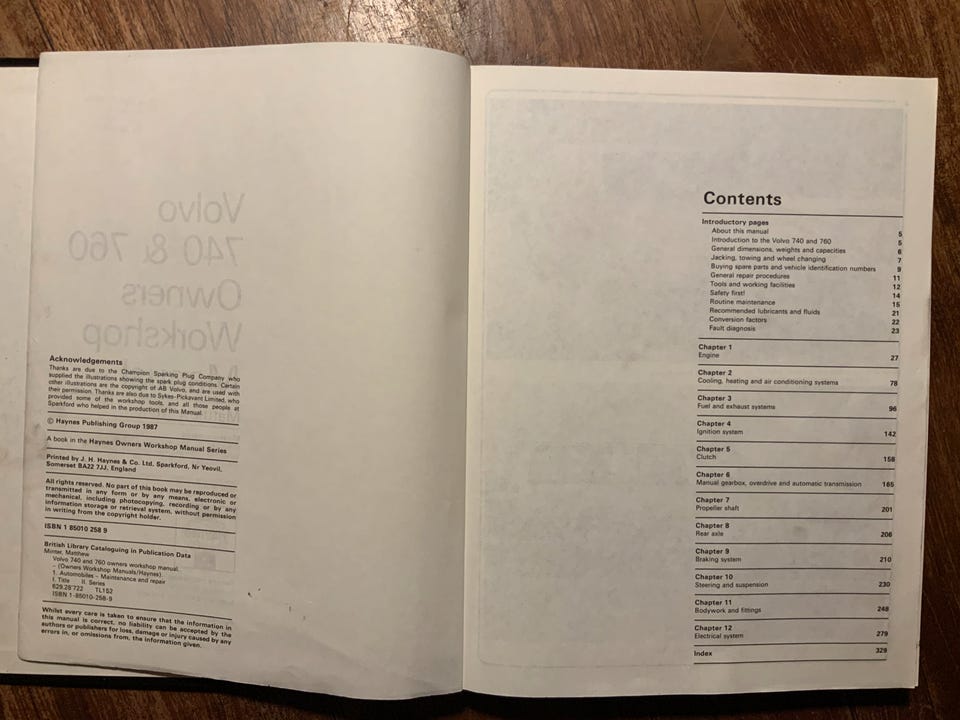 Volvo
740 & 760
Owners
Workshop
Acknowledgements
Thanks are due to the Champion Sparking Plug Company who
supplied the illustrations showing the spark plug conditions. Certain
other illustrations are the copyright of AB Volvo, and are used with
their permission. Thanks are also due to Sykes-Pickavant Limited, who
provided some of the workshop tools, and all those people at
Sparkford who helped in the production of this Manual.
© Haynes Publishing Group 1987
A book in the Haynes Owners Workshop Manual Series
Printed by J. H. Haynes & Co. Ltd, Sparkford, Nr Yeovil,
Somerset BA22 7JJ, England
All rights reserved. No part of this book may be reproduced or
transmitted in any form or by any means, electronic or
mechanical, including photocopying, recording or by any
information storage or retrieval system, without permission
in writing from the copyright holder.
ISBN 1 85010 258 9
British Library Cataloguing in Publication Data
Minter, Matthew
Volvo 740 and 760 owners workshop manual.
– (Owners Workshop Manuals/Haynes).
1. Automobiles – Maintenance and repair
I. Title II. Series
629.28'722 TL152
ISBN 1-85010-258-9
Whilst every care is taken to ensure that the information in
this manual is correct, no liability can be accepted by the
authors or publishers for loss, damage or injury caused by any
errors in, or omissions from, the information given.
Contents
Introductory pages
About this manual 5
Introduction to the Volvo 740 and 760 5
General dimensions, weights and capacities 6
Jacking, towing and wheel changing 7
Buying spare parts and vehicle identification numbers 9
General repair procedures 11
Tools and working facilities 12
Safety first! 14
Routine maintenance 15
Recommended lubricants and fluids 21
Conversion factors 22
Fault diagnosis 23
Chapter 1
Engine 27
Chapter 2
Cooling, heating and air conditioning systems 78
Chapter 3
Fuel and exhaust systems 96
Chapter 4
Ignition system 142
Chapter 5
Clutch 158
Chapter 6
Manual gearbox, overdrive and automatic transmission 165
Chapter 7
Propeller shaft 201
Chapter 8
Rear axle 206
Chapter 9
Braking system 210
Chapter 10
Steering and suspension 230
Chapter 11
Bodywork and fittings 248
Chapter 12
Electrical system 279
Index 329